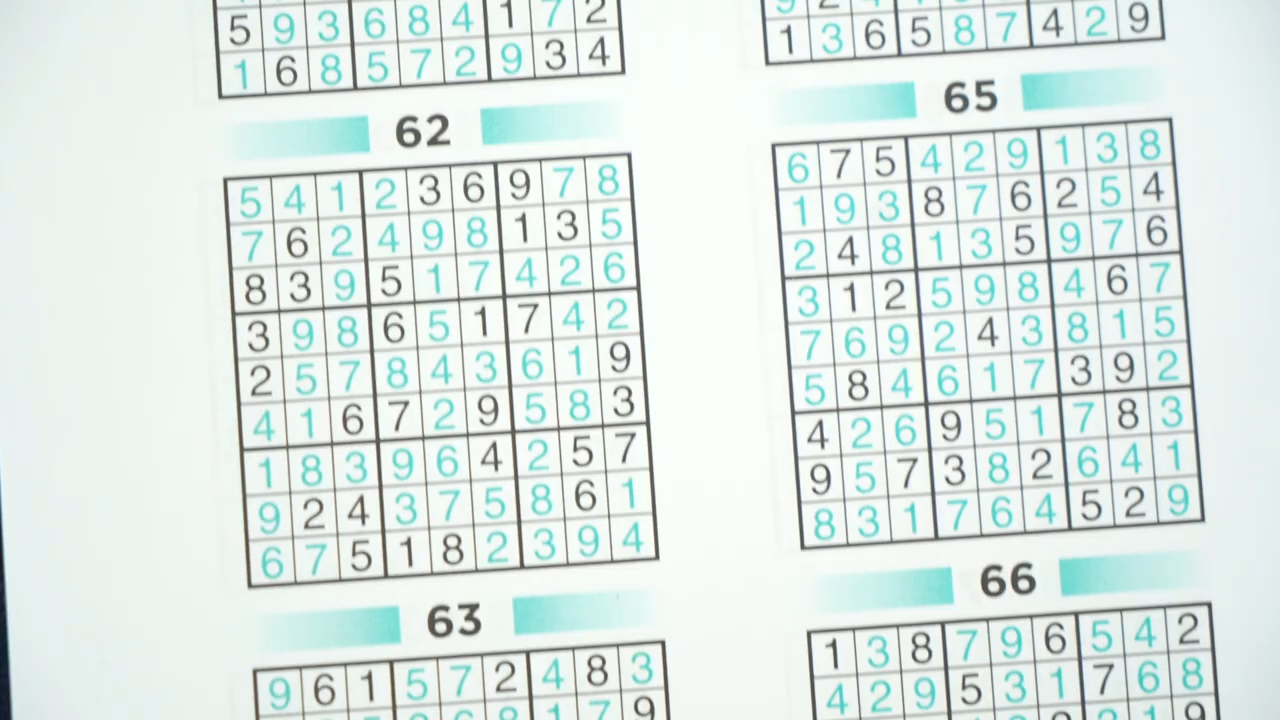 5 9 3 6 8 4 1 7 2
1 6 8 5 7 2 9 3 4
62
5 4 1 2 3 6 9 7 8
7 6 2 4 9 8 1 3 5
8 3 9 5 1 7 4 2 6
3 9 8 6 5 1 7 4 2
2 5 7 8 4 3 6 1 9
4 1 6 7 2 9 5 8 3
1 8 3 9 6 4 2 5 7
9 2 4 3 7 5 8 6 1
6 7 5 1 8 2 3 9 4
63
9 6 1 5 7 2 4 8 3
1 3 6 5 8 7 4 2 9
65
6 7 5 4 2 9 1 3 8
1 9 3 8 7 6 2 5 4
2 4 8 1 3 5 9 7 6
3 1 2 5 9 8 4 6 7
7 6 9 2 4 3 8 1 5
5 8 4 6 1 7 3 9 2
4 2 6 9 5 1 7 8 3
9 5 7 3 8 2 6 4 1
8 3 1 7 6 4 5 2 9
66
1 3 8 7 9 6 5 4 2
4 2 9 5 3 1 7 6 8